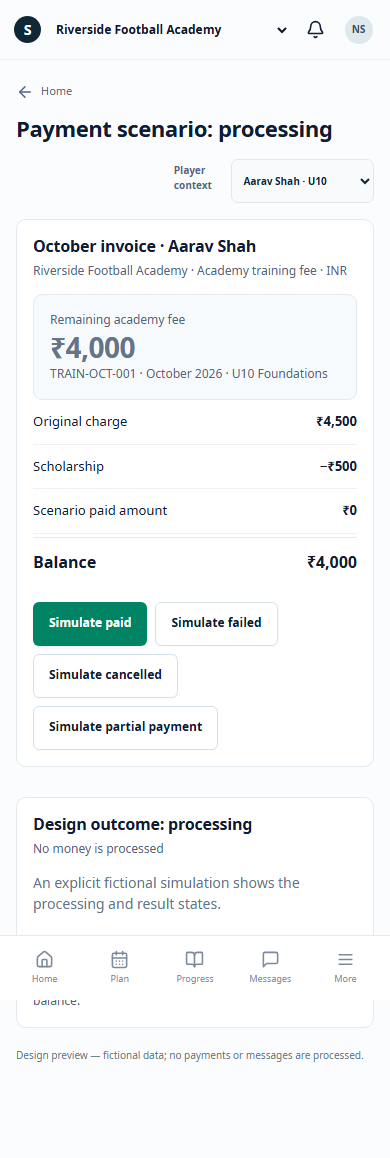 S Riverside Football Academy NS
Home
Payment scenario: processing
Player
context
Aarav Shah · U10
October invoice · Aarav Shah
Riverside Football Academy · Academy training fee · INR
Remaining academy fee
₹4,000
TRAIN-OCT-001 · October 2026 · U10 Foundations
Original charge ₹4,500
Scholarship −₹500
Scenario paid amount ₹0
Balance ₹4,000
Simulate paid Simulate failed
Simulate cancelled
Simulate partial payment
Design outcome: processing
No money is processed
An explicit fictional simulation shows the
processing and result states.
Home Plan Progress Messages More
balance.
Design preview — fictional data; no payments or messages are processed.